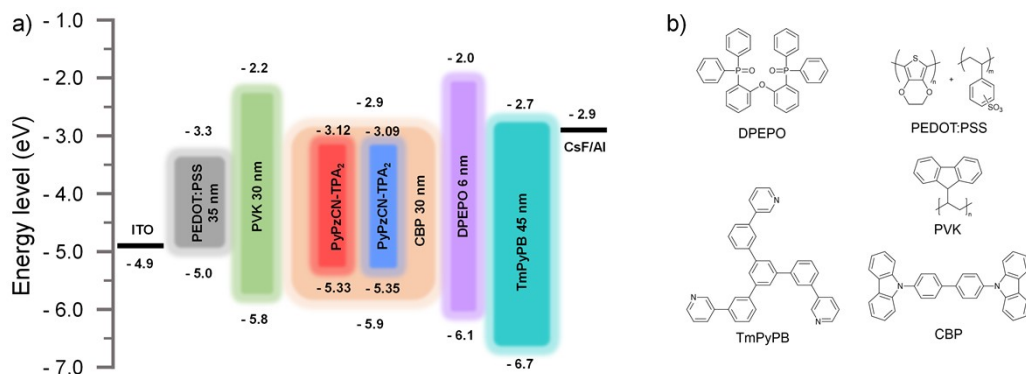 a)
Energy level (eV)
- 1.0
- 2.0
- 3.0
- 4.0
- 5.0
- 6.0
- 7.0
ITO
- 4.9
- 3.3
PEDOT:PSS
35 nm
- 5.0
- 2.2
PVK 30 nm
- 5.8
- 2.9
- 3.12
PyPzCN-TPA₂
- 5.33
- 3.09
PyPzCN-TPA₂
- 5.35
CBP 30 nm
- 5.9
- 2.0
DPEPO 6 nm
- 6.1
- 2.7
TmPyPB 45 nm
- 6.7
- 2.9
CsF/Al
b)
P=O O=P
O
DPEPO
S
n
O O
+
m
SO₃
PEDOT:PSS
N
N
N
TmPyPB
n
PVK
N N
CBP